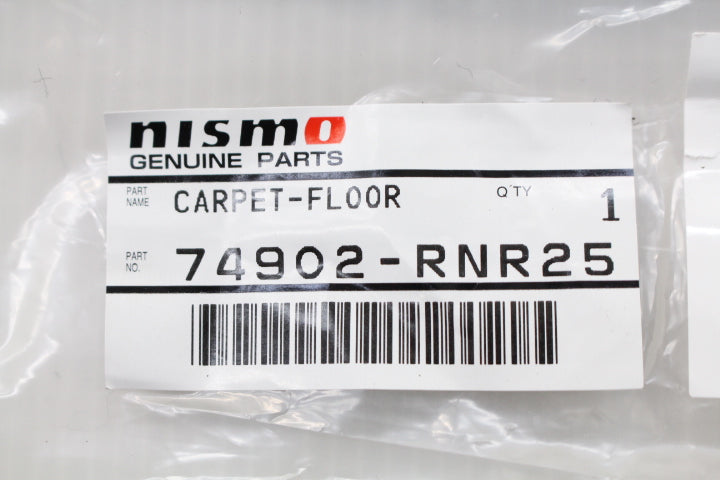 nismo
GENUINE PARTS
PART NAME CARPET-FLOOR Q'TY 1
PART NO. 74902-RNR25